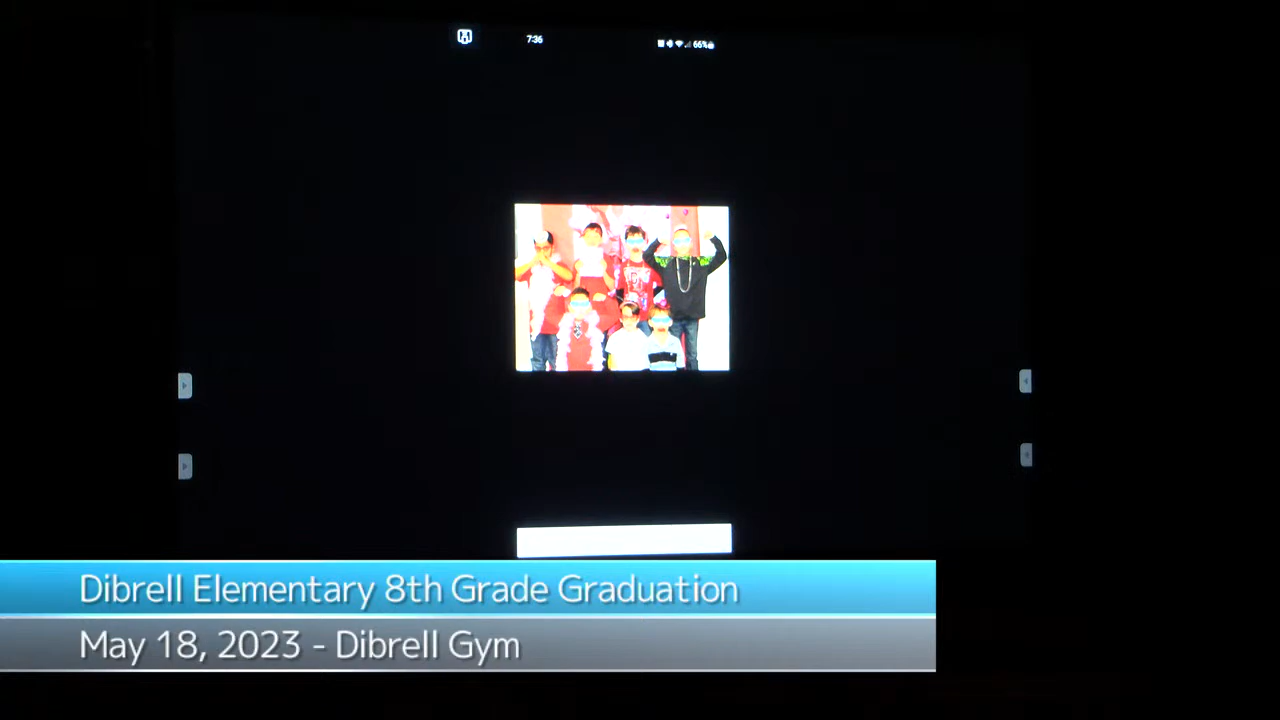 7:36
66%
Dibrell Elementary 8th Grade Graduation
May 18, 2023 - Dibrell Gym